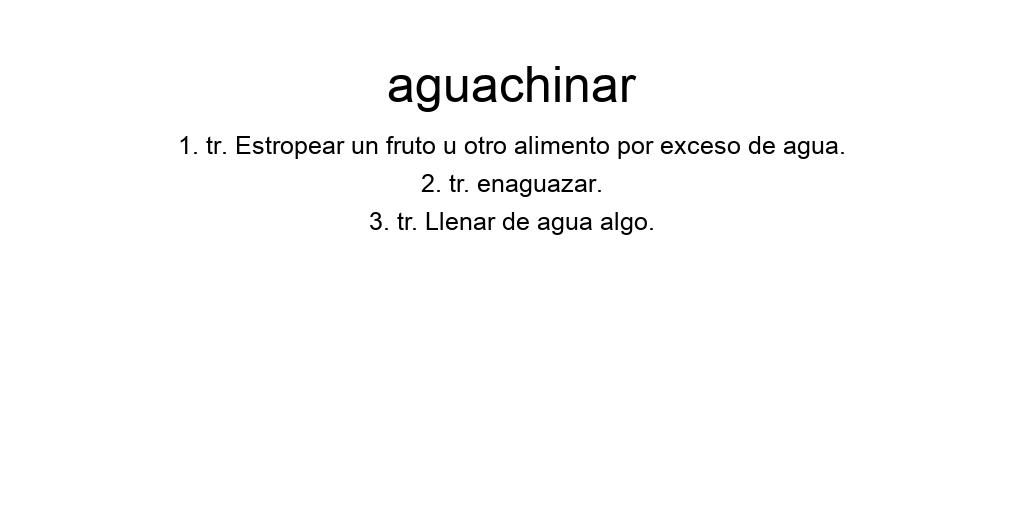 aguachinar
1. tr. Estropear un fruto u otro alimento por exceso de agua.
2. tr. enaguazar.
3. tr. Llenar de agua algo.